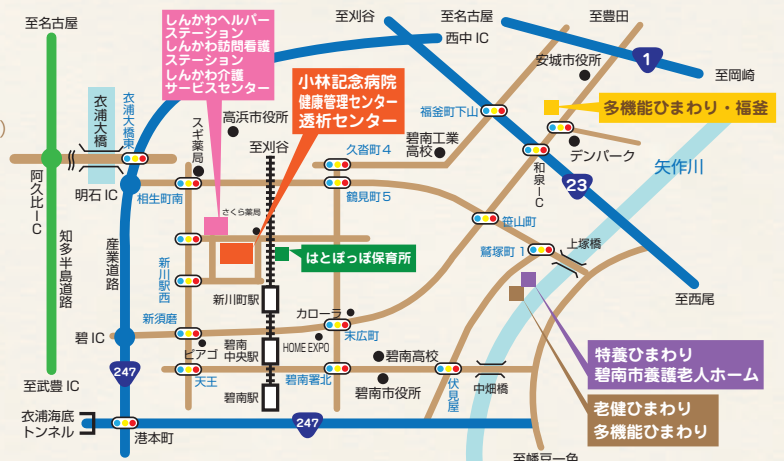 至名古屋
しんかわヘルパー
ステーション
しんかわ訪問看護
ステーション
しんかわ介護
サービスセンター
至刈谷
至名古屋
至豊田
西中 IC
1
安城市役所
至岡崎
小林記念病院
健康管理センター
透析センター
衣浦大橋
衣浦大橋東
スギ薬局
高浜市役所
至刈谷
久沓町 4
碧南工業
高校
福釜町下山
多機能ひまわり・福釜
デンパーク
和泉IC
矢作川
23
阿久比IC
明石 IC
相生町南
さくら薬局
鶴見町 5
笹山町
鷲塚町 1
上塚橋
知多半島道路
産業道路
新川駅西
はとぽっぽ保育所
新川町駅
至西尾
碧 IC
新須磨
ピアゴ
碧南
中央駅
カローラ
HOME EXPO
末広町
247
天王
碧南署北
碧南高校
碧南市役所
伏見屋
中畑橋
特養ひまわり
碧南市養護老人ホーム
老健ひまわり
多機能ひまわり
至武豊 IC
碧南駅
衣浦海底
トンネル
港本町
247
至幡豆一色